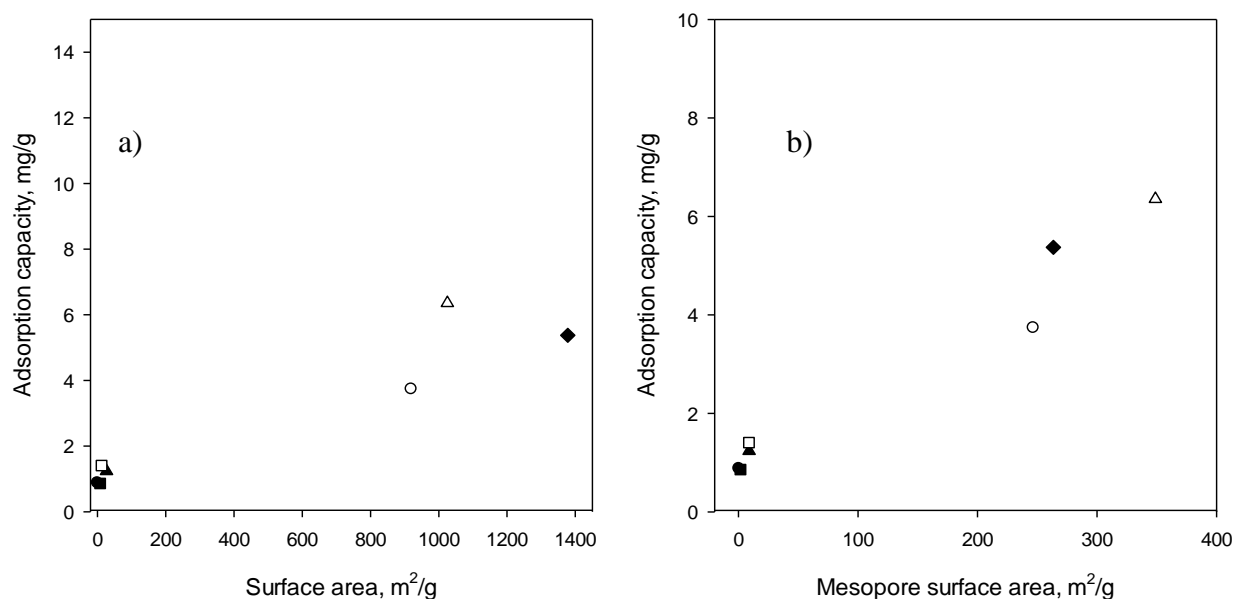 a)
Adsorption capacity, mg/g
14
12
10
8
6
4
2
0
0 200 400 600 800 1000 1200 1400
Surface area, m²/g
b)
Adsorption capacity, mg/g
10
8
6
4
2
0
0 100 200 300 400
Mesopore surface area, m²/g